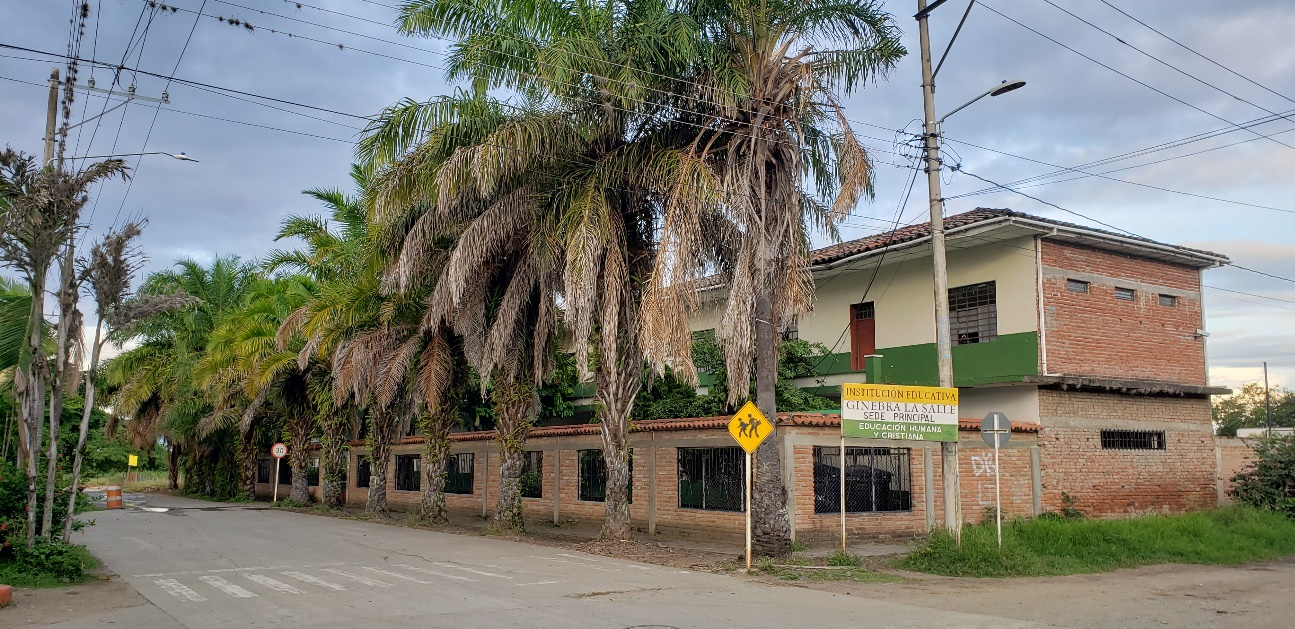 INSTITUCIÓN EDUCATIVA
GINEBRA LA SALLE
SEDE PRINCIPAL
EDUCACIÓN HUMANA
Y CRISTIANA
30